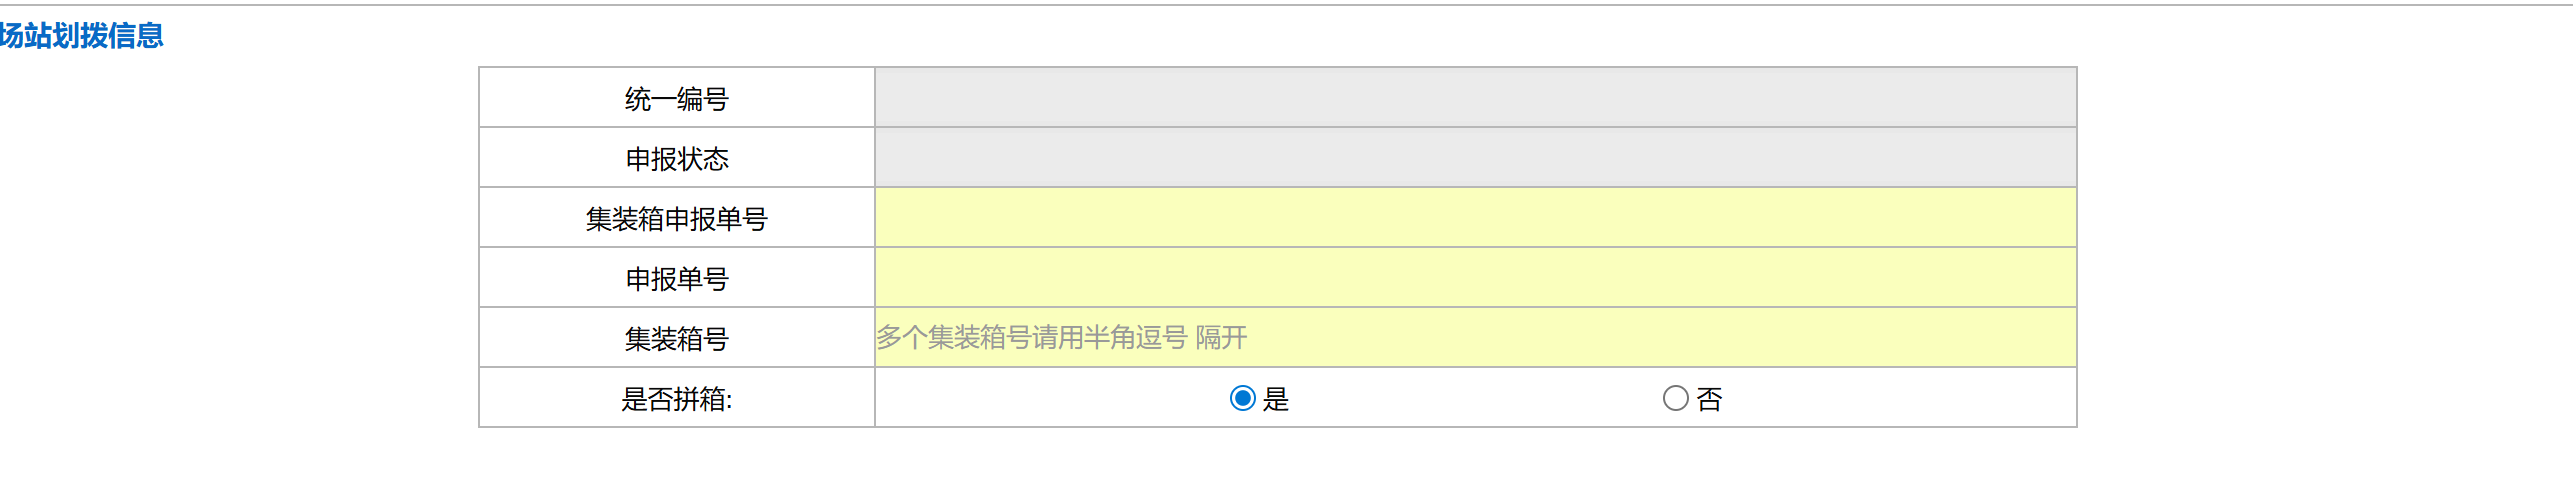 场站划拨信息
统一编号
申报状态
集装箱申报单号
申报单号
集装箱号 多个集装箱号请用半角逗号 隔开
是否拼箱: 是 否